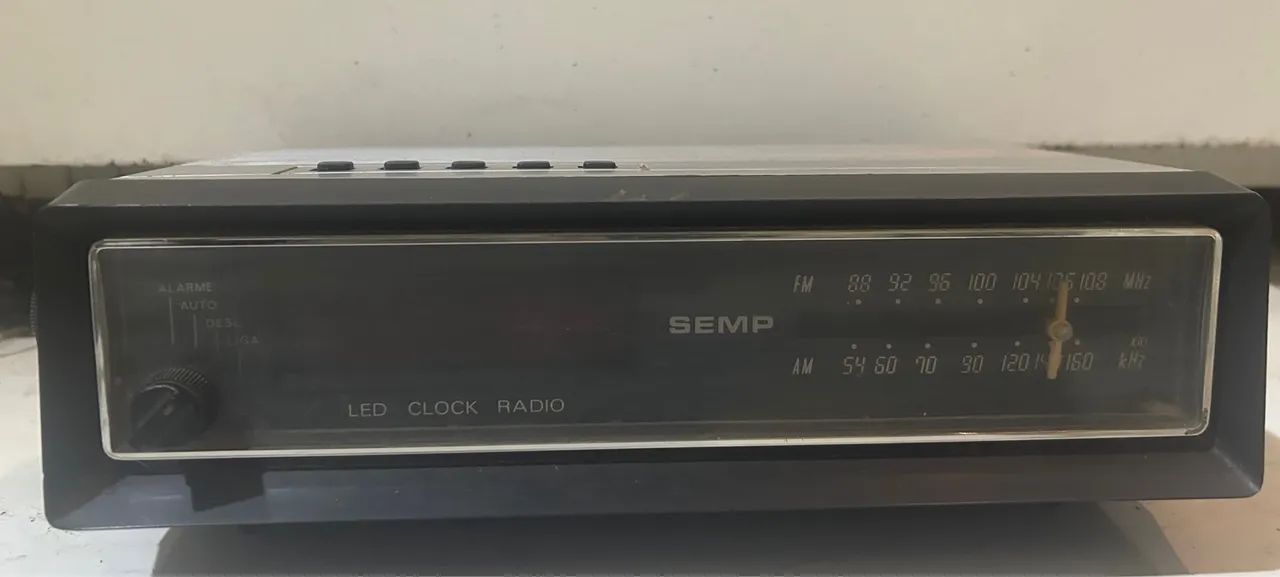 ALARME
AUTO
DESL
LIGA
SEMP
LED CLOCK RADIO
FM 88 92 96 100 104 106 108 MHz
AM 54 60 70 90 120 160 kHz